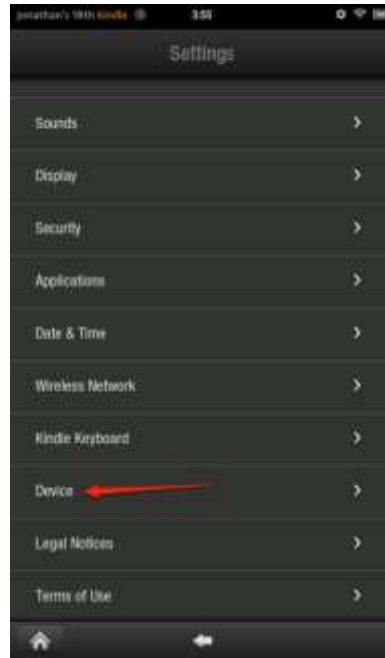 Jonathan's 18th kindle 3:55
Settings
Sounds
Display
Security
Applications
Date & Time
Wireless Network
Kindle Keyboard
Device
Legal Notices
Terms of Use